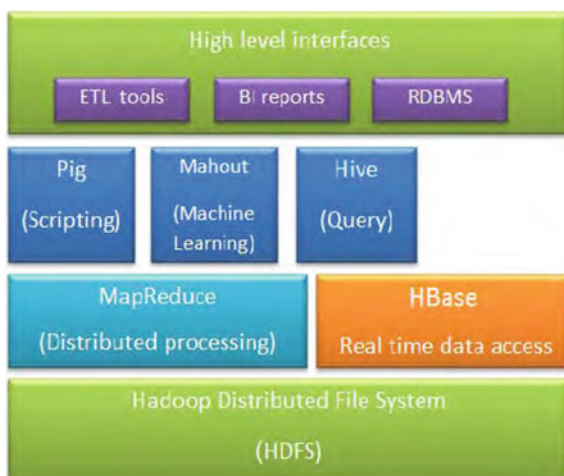 High level interfaces
ETL tools
BI reports
RDBMS
Pig
(Scripting)
Mahout
(Machine
Learning)
Hive
(Query)
MapReduce
(Distributed processing)
HBase
Real time data access
Hadoop Distributed File System
(HDFS)